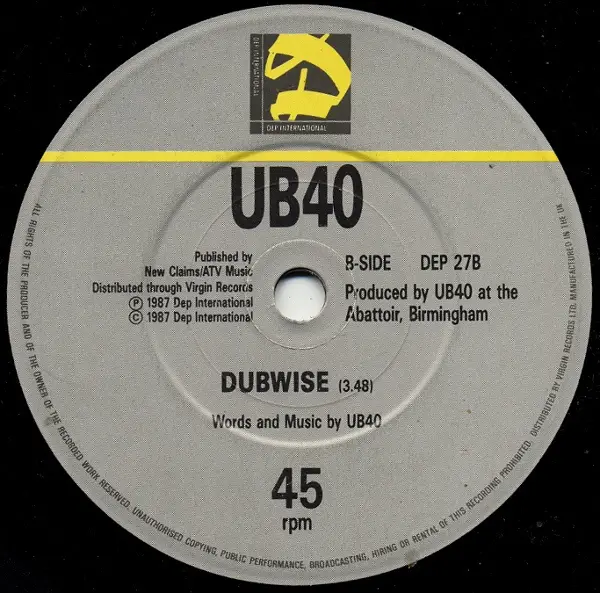 DEP INTERNATIONAL
DEP INTERNATIONAL
UB40
Published by
New Claims/ATV Music
Distributed through Virgin Records
Ⓟ 1987 Dep International
© 1987 Dep International
B-SIDE DEP 27B
Produced by UB40 at the
Abattoir, Birmingham
DUBWISE (3.48)
Words and Music by UB40
45
rpm
ALL RIGHTS OF THE PRODUCER AND OF THE OWNER OF THE RECORDED WORK RESERVED. UNAUTHORISED COPYING, PUBLIC PERFORMANCE, BROADCASTING, HIRING OR RENTAL OF THIS RECORDING PROHIBITED. DISTRIBUTED BY VIRGIN RECORDS LTD. MANUFACTURED IN THE UK